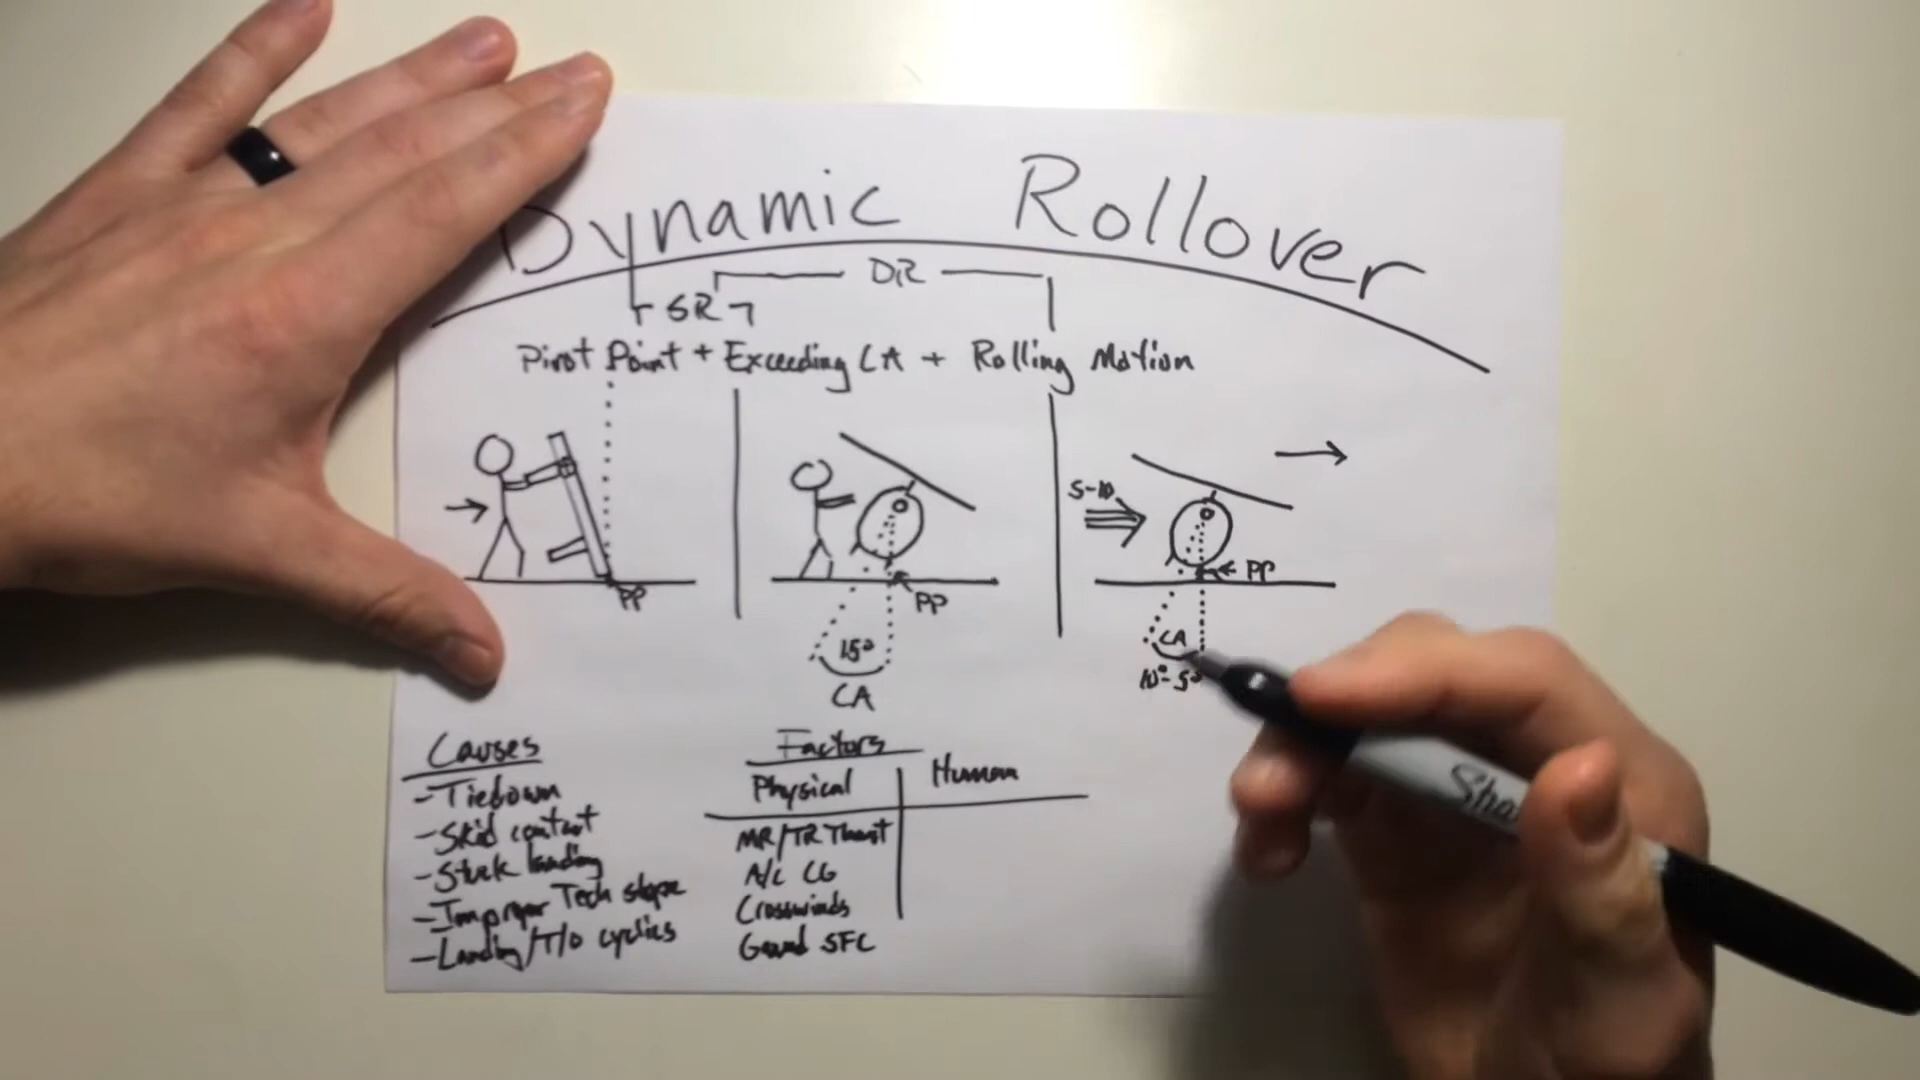 Dynamic Rollover
DR
SR
Pivot Point + Exceeding CA + Rolling Motion
PP
PP
15°
CA
5-10
PP
CA
10°-5°
Causes
- Tiedown
- Skid contact
- Stuck landing
- Improper Tech slope
- Landing/T/O cyclics
Factors
Physical
Human
MR/TR Thrust
A/C CG
Crosswinds
Ground SFC